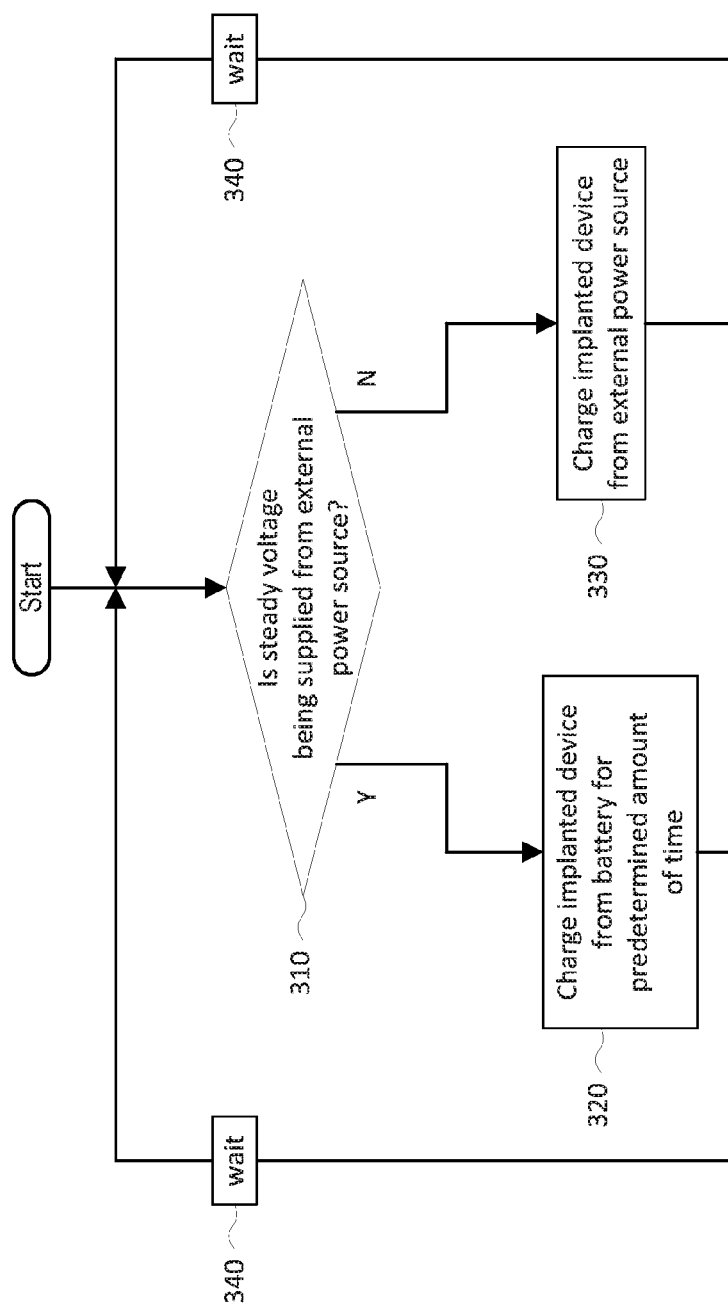 Start
Is steady voltage
being supplied from external
power source?
310
Y
N
Charge implanted device
from battery for
predetermined amount
of time
320
Charge implanted device
from external power source
330
wait
340
wait
340